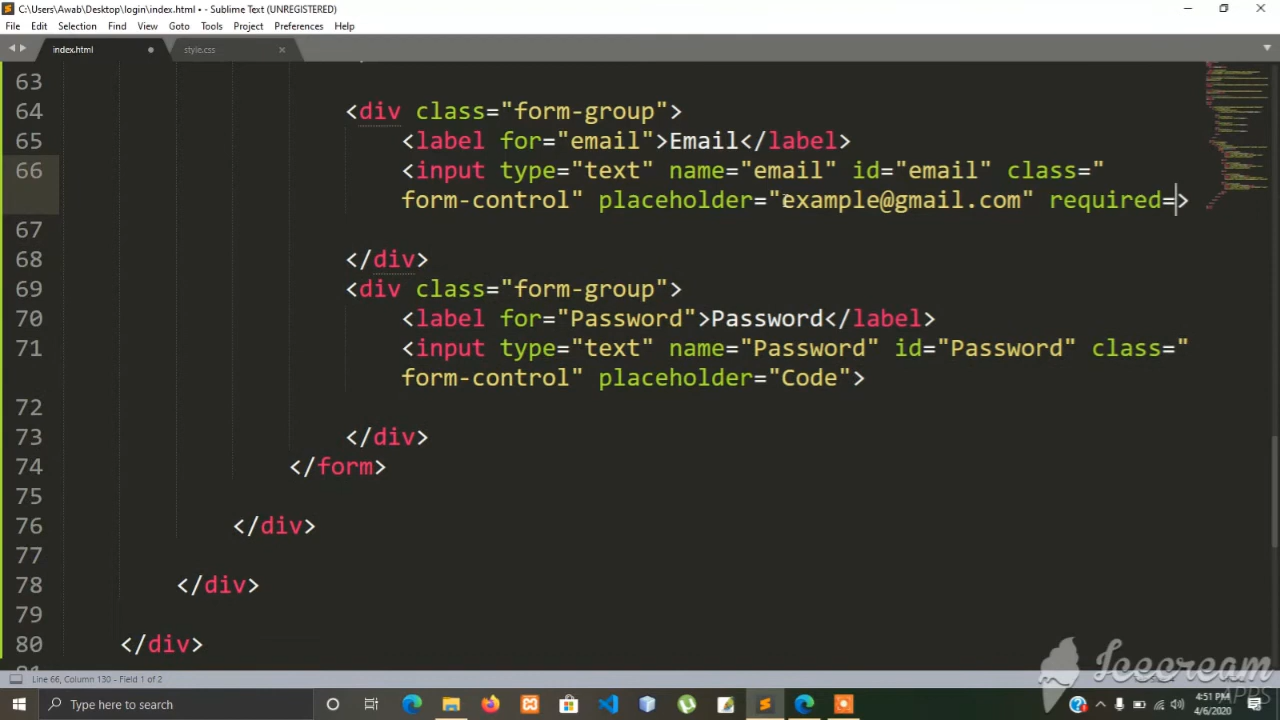 C:\Users\Awab\Desktop\login\index.html • - Sublime Text (UNREGISTERED)
File Edit Selection Find View Goto Tools Project Preferences Help
index.html style.css
63
64 <div class="form-group">
65 <label for="email">Email</label>
66 <input type="text" name="email" id="email" class="
form-control" placeholder="example@gmail.com" required=>
67
68 </div>
69 <div class="form-group">
70 <label for="Password">Password</label>
71 <input type="text" name="Password" id="Password" class="
form-control" placeholder="Code">
72
73 </div>
74 </form>
75
76 </div>
77
78 </div>
79
80 </div>
Icecream
APPS
Line 66, Column 130 - Field 1 of 2
Type here to search
4:51 PM
4/6/2020